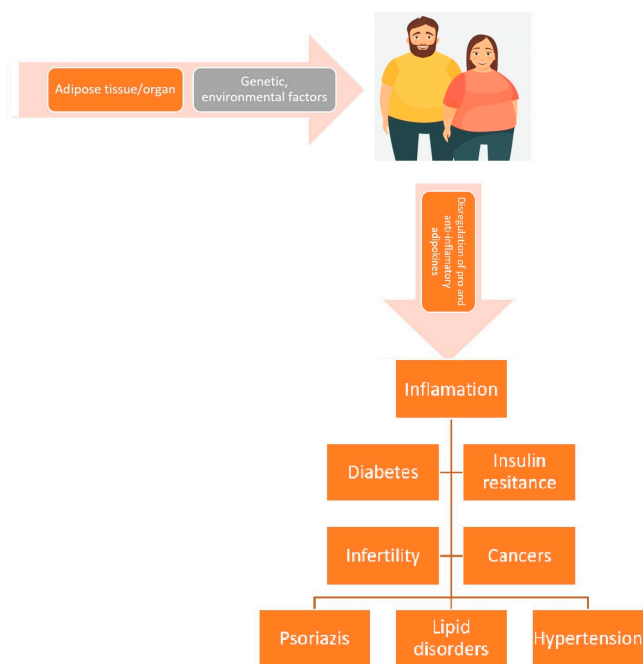 Adipose tissue/organ
Genetic,
environmental factors
Disregulation of pro and
anti-inflamatory
adipokines
Inflamation
Diabetes
Insulin
resitance
Infertility
Cancers
Psoriazis
Lipid
disorders
Hypertension